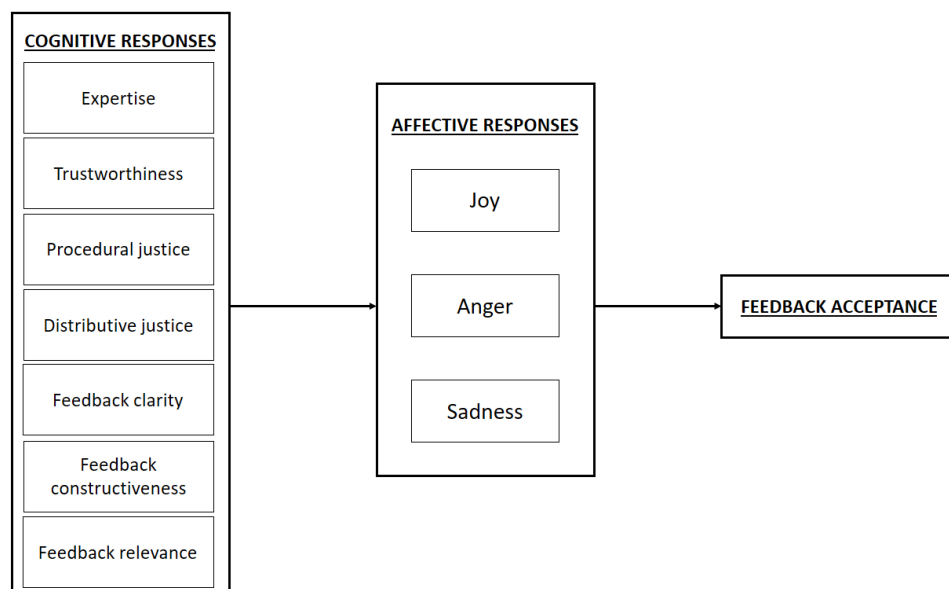 COGNITIVE RESPONSES
Expertise
Trustworthiness
Procedural justice
Distributive justice
Feedback clarity
Feedback
constructiveness
Feedback relevance
AFFECTIVE RESPONSES
Joy
Anger
Sadness
FEEDBACK ACCEPTANCE